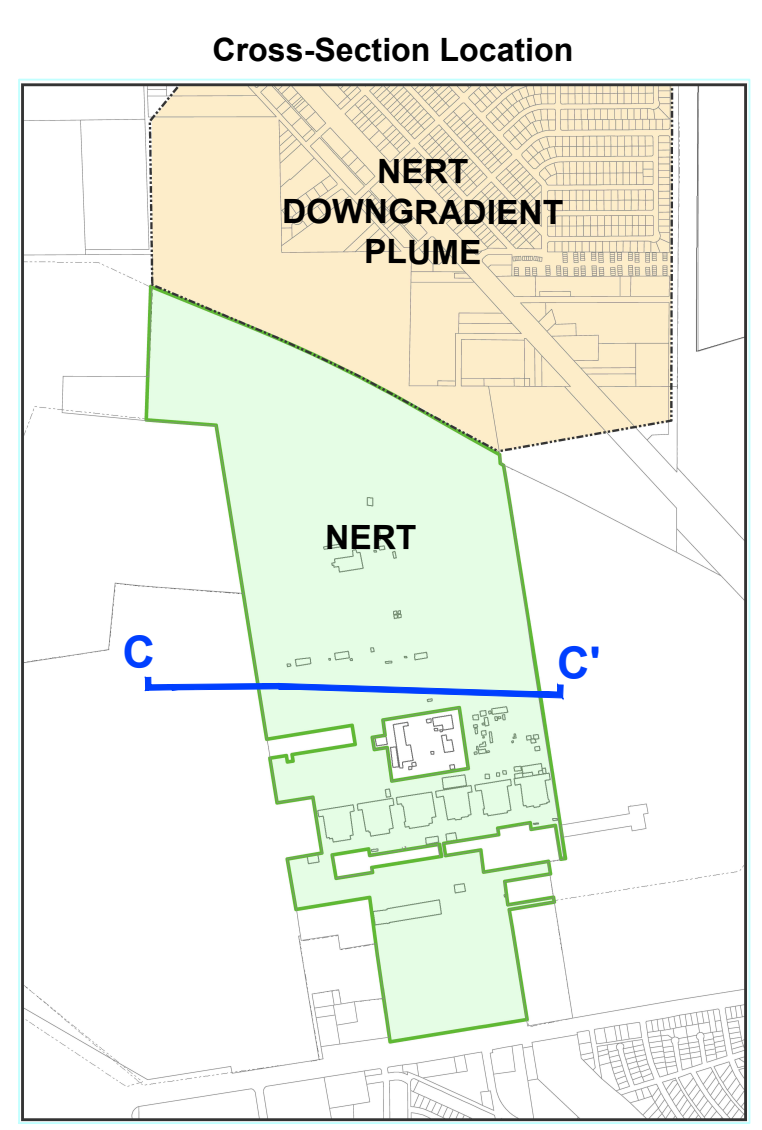 Cross-Section Location
NERT
DOWNGRADIENT
PLUME
NERT
C
C'